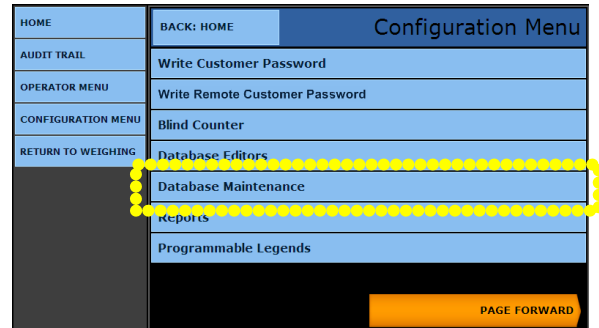 HOME
AUDIT TRAIL
OPERATOR MENU
CONFIGURATION MENU
RETURN TO WEIGHING
BACK: HOME
Configuration Menu
Write Customer Password
Write Remote Customer Password
Blind Counter
Database Editors
Database Maintenance
Reports
Programmable Legends
PAGE FORWARD